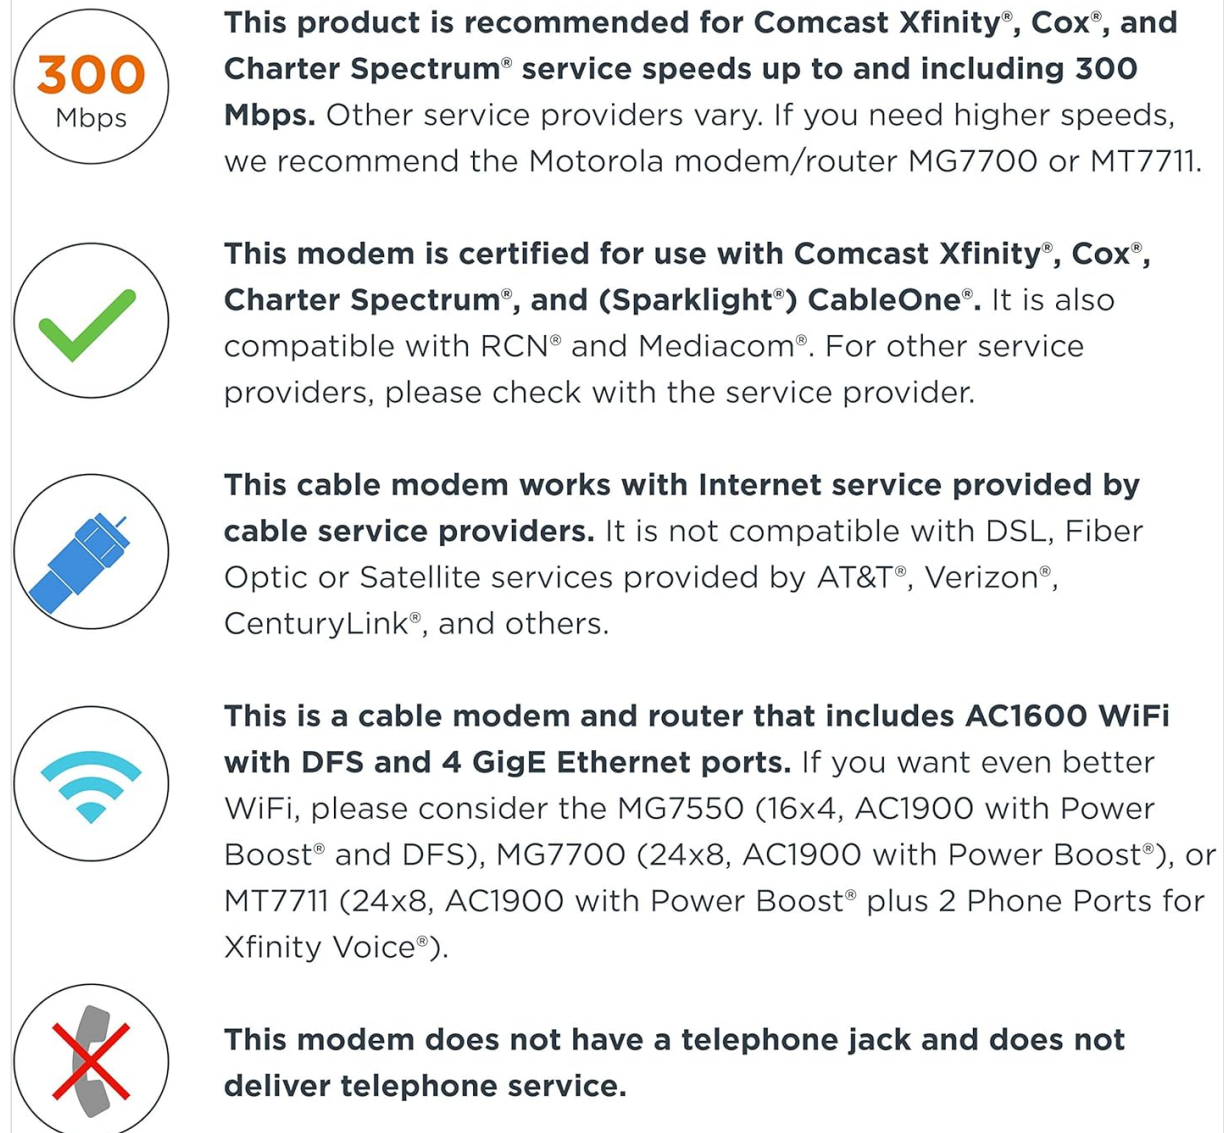 300
Mbps
This product is recommended for Comcast Xfinity®, Cox®, and
Charter Spectrum® service speeds up to and including 300
Mbps. Other service providers vary. If you need higher speeds,
we recommend the Motorola modem/router MG7700 or MT7711.
This modem is certified for use with Comcast Xfinity®, Cox®,
Charter Spectrum®, and (Sparklight®) CableOne®. It is also
compatible with RCN® and Mediacom®. For other service
providers, please check with the service provider.
This cable modem works with Internet service provided by
cable service providers. It is not compatible with DSL, Fiber
Optic or Satellite services provided by AT&T®, Verizon®,
CenturyLink®, and others.
This is a cable modem and router that includes AC1600 WiFi
with DFS and 4 GigE Ethernet ports. If you want even better
WiFi, please consider the MG7550 (16x4, AC1900 with Power
Boost® and DFS), MG7700 (24x8, AC1900 with Power Boost®), or
MT7711 (24x8, AC1900 with Power Boost® plus 2 Phone Ports for
Xfinity Voice®).
This modem does not have a telephone jack and does not
deliver telephone service.